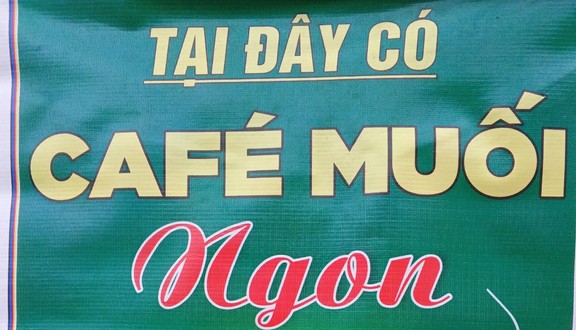 TẠI ĐÂY CÓ
CAFÉ MUỐI
Ngon